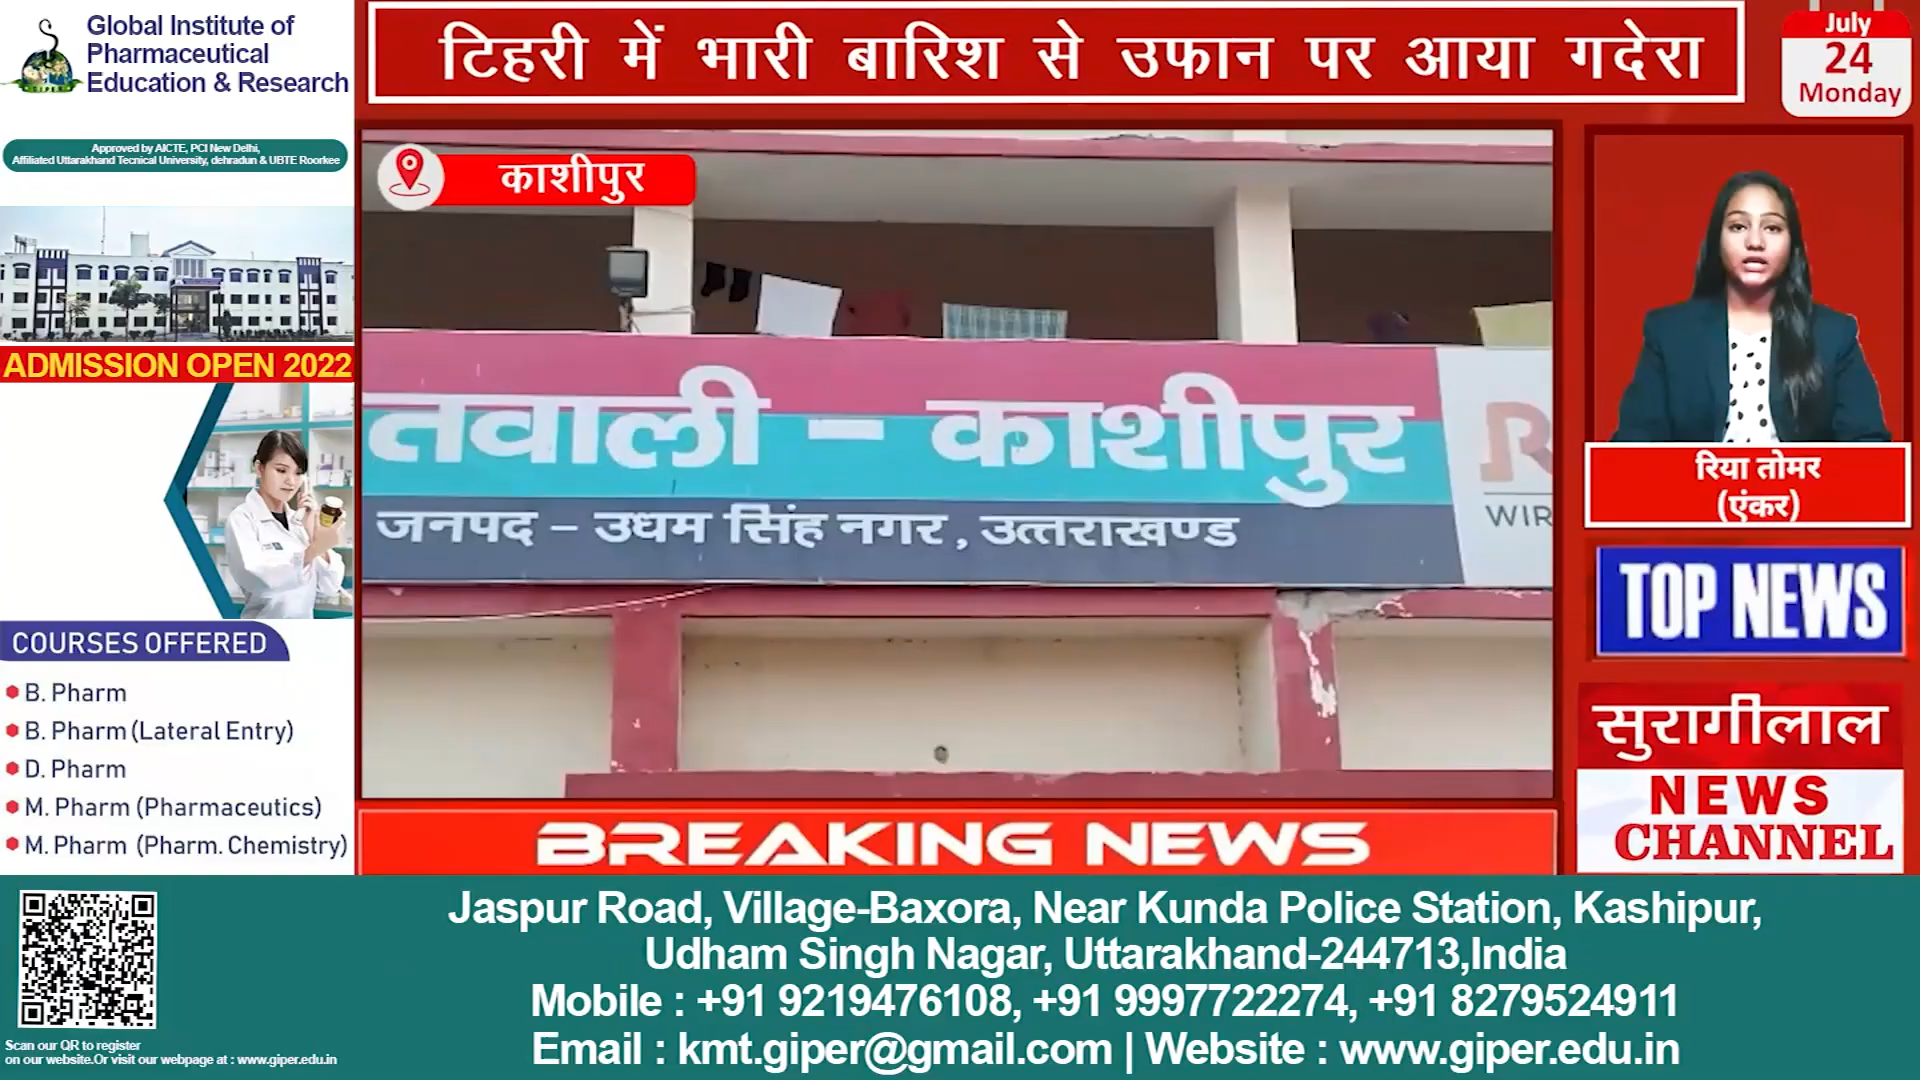 Global Institute of
Pharmaceutical
Education & Research
GIPER
Approved by AICTE, PCI New Delhi,
Affiliated Uttarakhand Tecnical University, dehradun & UBTE Roorkee
ADMISSION OPEN 2022
COURSES OFFERED
B. Pharm
B. Pharm (Lateral Entry)
D. Pharm
M. Pharm (Pharmaceutics)
M. Pharm (Pharm. Chemistry)
टिहरी में भारी बारिश से उफान पर आया गदेरा
July
24
Monday
काशीपुर
तवाली - काशीपुर
जनपद - उधम सिंह नगर, उत्तराखण्ड
R
WIR
रिया तोमर
(एंकर)
TOP NEWS
सुरागीलाल
NEWS
CHANNEL
BREAKING NEWS
Jaspur Road, Village-Baxora, Near Kunda Police Station, Kashipur,
Udham Singh Nagar, Uttarakhand-244713,India
Mobile : +91 9219476108, +91 9997722274, +91 8279524911
Email : kmt.giper@gmail.com | Website : www.giper.edu.in
Scan our QR to register
on our website.Or visit our webpage at : www.giper.edu.in